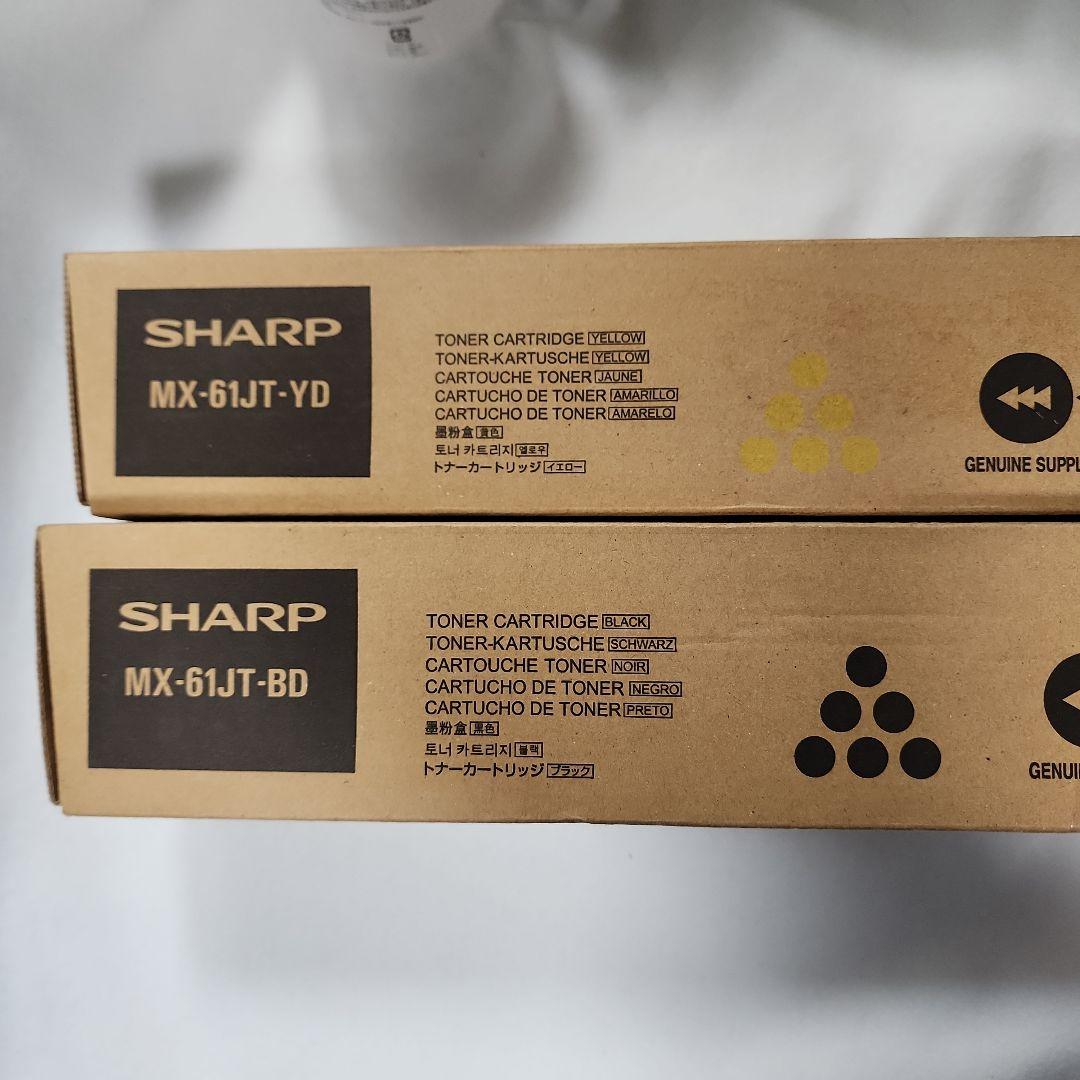 SHARP
MX-61JT-YD
TONER CARTRIDGE YELLOW
TONER-KARTUSCHE YELLOW
CARTOUCHE TONER JAUNE
CARTUCHO DE TONER AMARILLO
CARTUCHO DE TONER AMARELO
墨粉盒 黄色
토너 카트리지 옐로우
トナーカートリッジ イエロー
GENUINE SUPPL
SHARP
MX-61JT-BD
TONER CARTRIDGE BLACK
TONER-KARTUSCHE SCHWARZ
CARTOUCHE TONER NOIR
CARTUCHO DE TONER NEGRO
CARTUCHO DE TONER PRETO
墨粉盒 黑色
토너 카트리지 블랙
トナーカートリッジ ブラック
GENUI